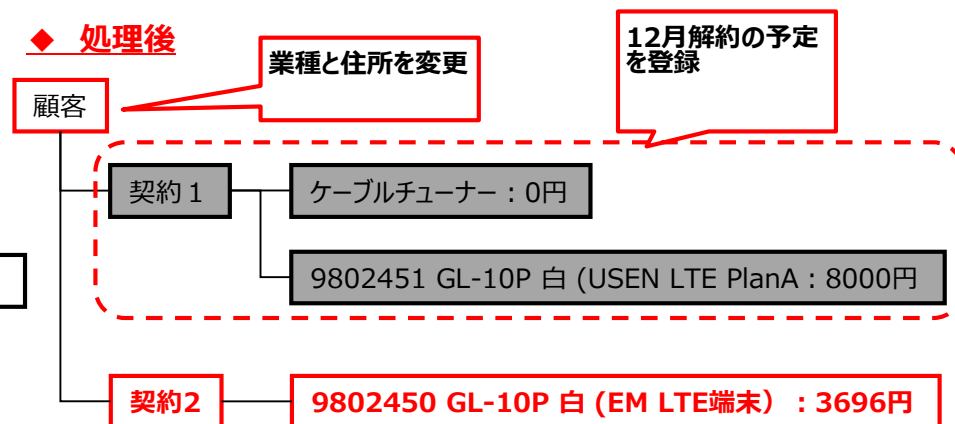 ◆ 処理後
業種と住所を変更
12月解約の予定
を登録
顧客
契約1
ケーブルチューナー：0円
9802451 GL-10P 白 (USEN LTE PlanA：8000円
契約2
9802450 GL-10P 白 (EM LTE端末）：3696円